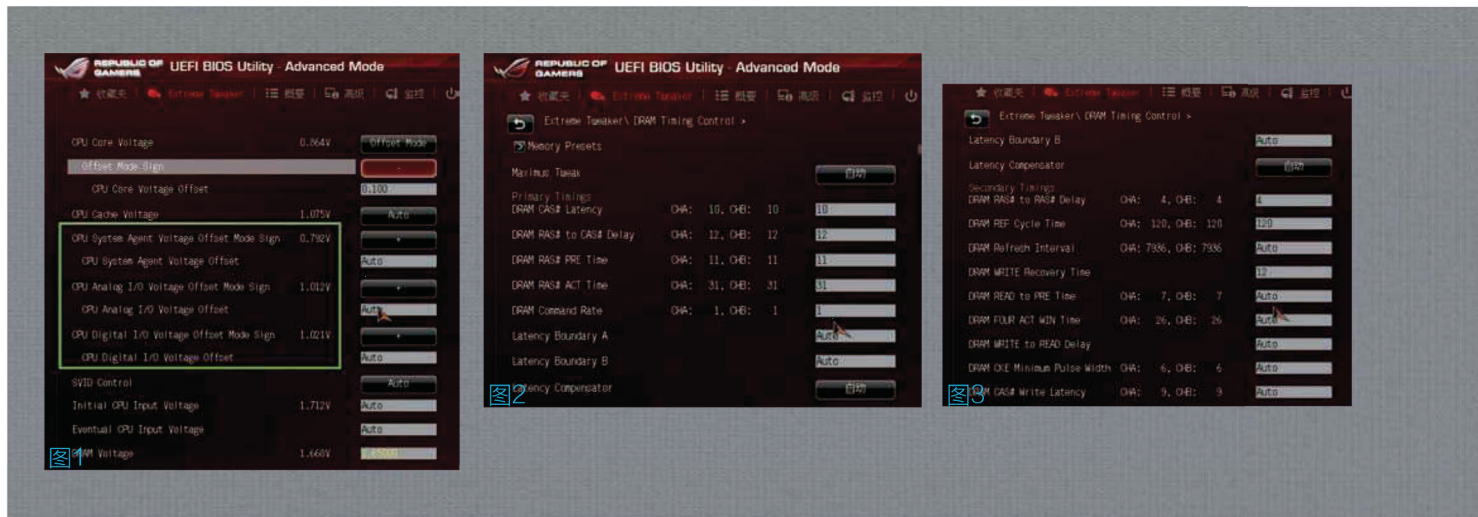 REPUBLIC OF GAMERS UEFI BIOS Utility - Advanced Mode
收藏夹 Extreme Tweaker 概要 高级 监控
CPU Core Voltage 0.864V Offset Mode
Offset Mode Sign -
CPU Core Voltage Offset 0.100
CPU Cache Voltage 1.075V Auto
CPU System Agent Voltage Offset Mode Sign 0.792V +
CPU System Agent Voltage Offset Auto
CPU Analog I/O Voltage Offset Mode Sign 1.012V +
CPU Analog I/O Voltage Offset Auto
CPU Digital I/O Voltage Offset Mode Sign 1.021V +
CPU Digital I/O Voltage Offset Auto
SVID Control Auto
Initial CPU Input Voltage 1.712V Auto
Eventual CPU Input Voltage Auto
DRAM Voltage 1.668V 1.6500
图1
REPUBLIC OF GAMERS UEFI BIOS Utility - Advanced Mode
收藏夹 Extreme Tweaker 概要 高级 监控
Extreme Tweaker\ DRAM Timing Control >
Memory Presets
Maximus Tweak 自动
Primary Timings
DRAM CAS# Latency CHA: 10, CHB: 10 10
DRAM RAS# to CAS# Delay CHA: 12, CHB: 12 12
DRAM RAS# PRE Time CHA: 11, CHB: 11 11
DRAM RAS# ACT Time CHA: 31, CHB: 31 31
DRAM Command Rate CHA: 1, CHB: 1 1
Latency Boundary A Auto
Latency Boundary B Auto
Latency Compensator 自动
图2
收藏夹 Extreme Tweaker 概要 高级 监控
Extreme Tweaker\ DRAM Timing Control >
Latency Boundary B Auto
Latency Compensator 自动
Secondary Timings
DRAM RAS# to RAS# Delay CHA: 4, CHB: 4 4
DRAM REF Cycle Time CHA: 120, CHB: 120 120
DRAM Refresh Interval CHA: 7936, CHB: 7936 Auto
DRAM WRITE Recovery Time 12
DRAM READ to PRE Time CHA: 7, CHB: 7 Auto
DRAM FOUR ACT WIN Time CHA: 26, CHB: 26 Auto
DRAM WRITE to READ Delay Auto
DRAM CKE Minimum Pulse Width CHA: 6, CHB: 6 Auto
DRAM CAS# Write Latency CHA: 9, CHB: 9 Auto
图3